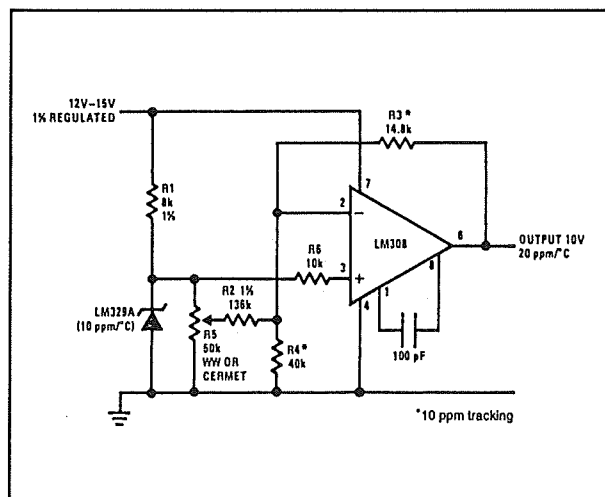 12V–15V
1% REGULATED
R3*
14.8k
R1
8k
1%
7
2
–
LM308
6
OUTPUT 10V
20 ppm/°C
R6
10k
3
+
8
1
4
LM329A
(10 ppm/°C)
R2 1%
136k
R5
50k
WW OR
CERMET
R4*
40k
100 pF
*10 ppm tracking